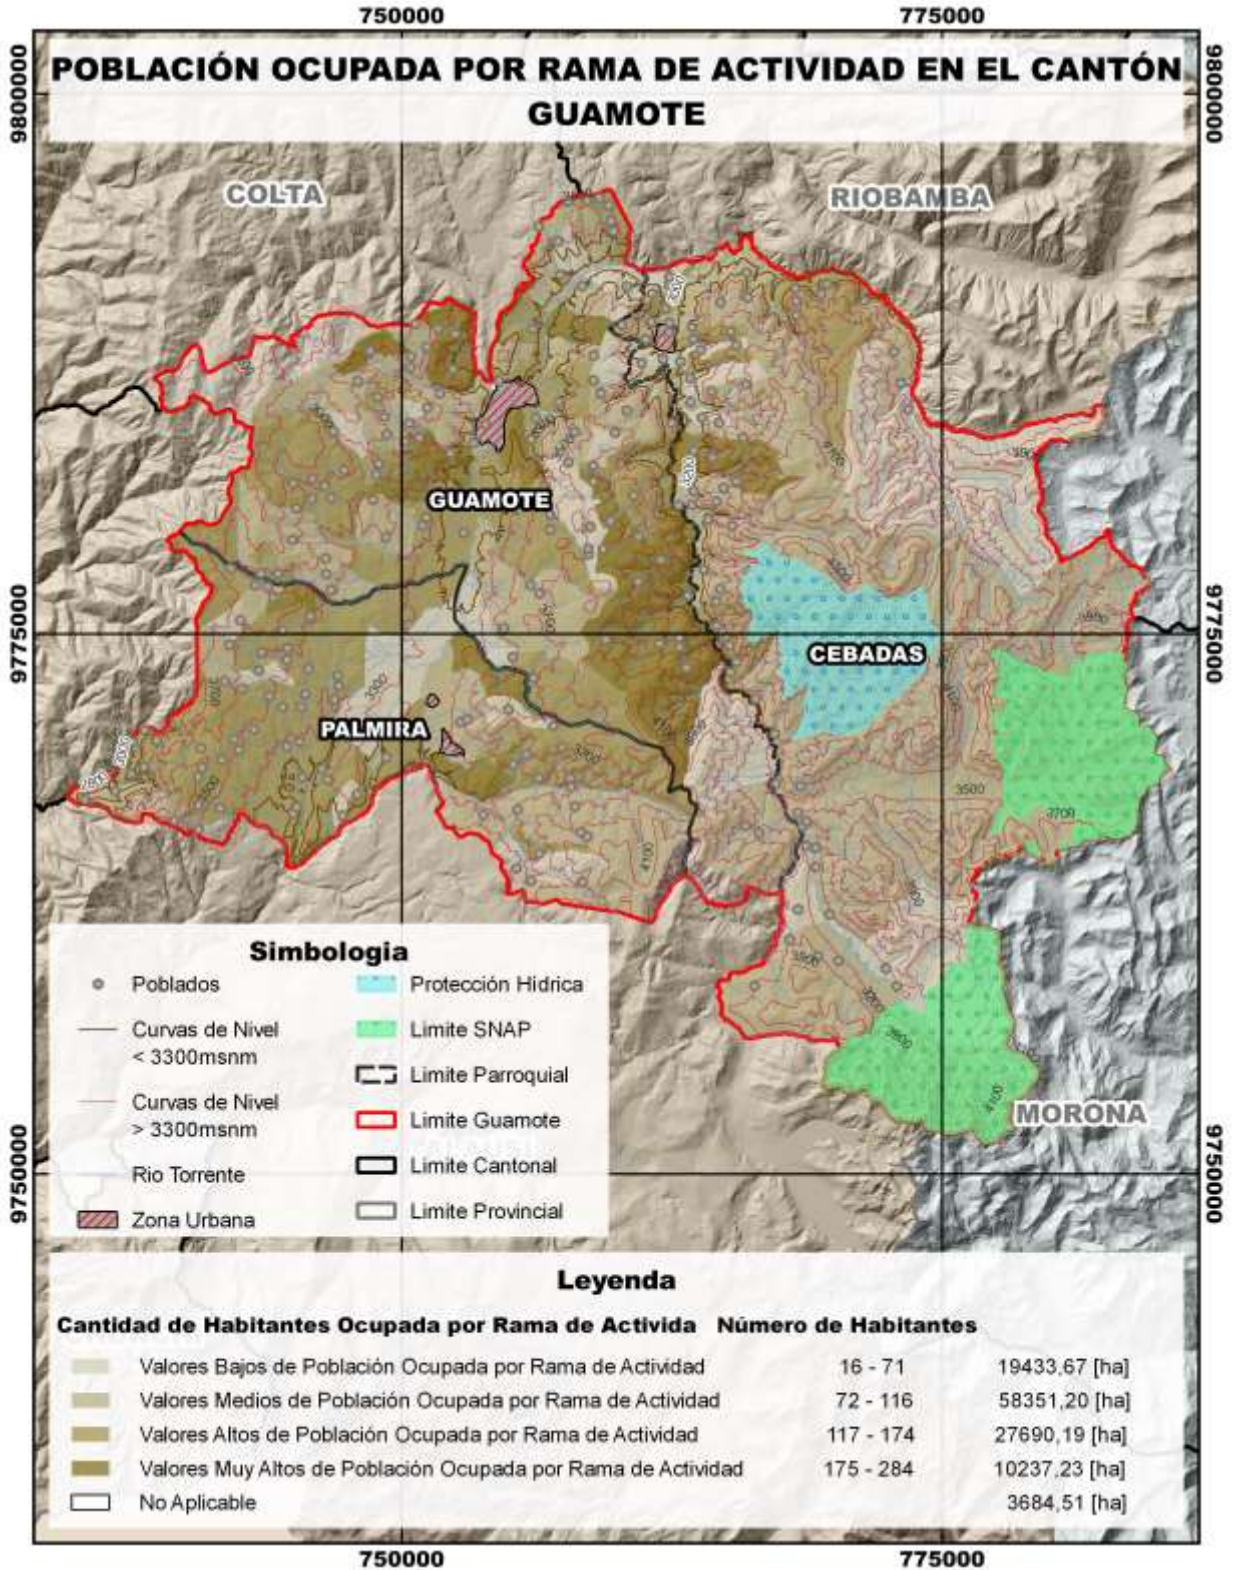 750000 775000
POBLACIÓN OCUPADA POR RAMA DE ACTIVIDAD EN EL CANTÓN
GUAMOTE
9800000 9800000
COLTA
RIOBAMBA
GUAMOTE
9775000 9775000
CEBADAS
PALMIRA
3500
3700
3300
3200
4100
MORONA
9750000 9750000
Simbologia
Poblados
Curvas de Nivel
< 3300msnm
Curvas de Nivel
> 3300msnm
Rio Torrente
Zona Urbana
Protección Hídrica
Limite SNAP
Limite Parroquial
Limite Guamote
Limite Cantonal
Limite Provincial
Leyenda
Cantidad de Habitantes Ocupada por Rama de Activida Número de Habitantes
Valores Bajos de Población Ocupada por Rama de Actividad 16 - 71 19433,67 [ha]
Valores Medios de Población Ocupada por Rama de Actividad 72 - 116 58351,20 [ha]
Valores Altos de Población Ocupada por Rama de Actividad 117 - 174 27690,19 [ha]
Valores Muy Altos de Población Ocupada por Rama de Actividad 175 - 284 10237,23 [ha]
No Aplicable 3684,51 [ha]
750000 775000